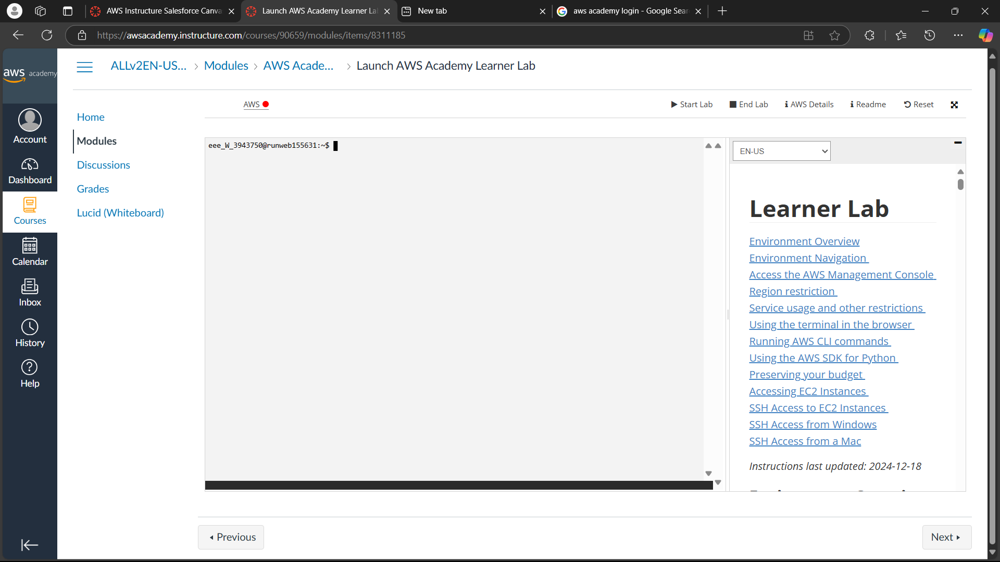 AWS Instructure Salesforce Canva
Launch AWS Academy Learner La
New tab
aws academy login - Google Sear
https://awsacademy.instructure.com/courses/90659/modules/items/8311185
aws academy
ALLv2EN-US... > Modules > AWS Acade... > Launch AWS Academy Learner Lab
AWS
Start Lab
End Lab
AWS Details
Readme
Reset
Account
Dashboard
Courses
Calendar
Inbox
History
Help
Home
Modules
Discussions
Grades
Lucid (Whiteboard)
eee_W_3943750@runweb155631:~$
EN-US
Learner Lab
Environment Overview
Environment Navigation
Access the AWS Management Console
Region restriction
Service usage and other restrictions
Using the terminal in the browser
Running AWS CLI commands
Using the AWS SDK for Python
Preserving your budget
Accessing EC2 Instances
SSH Access to EC2 Instances
SSH Access from Windows
SSH Access from a Mac
Instructions last updated: 2024-12-18
Previous
Next